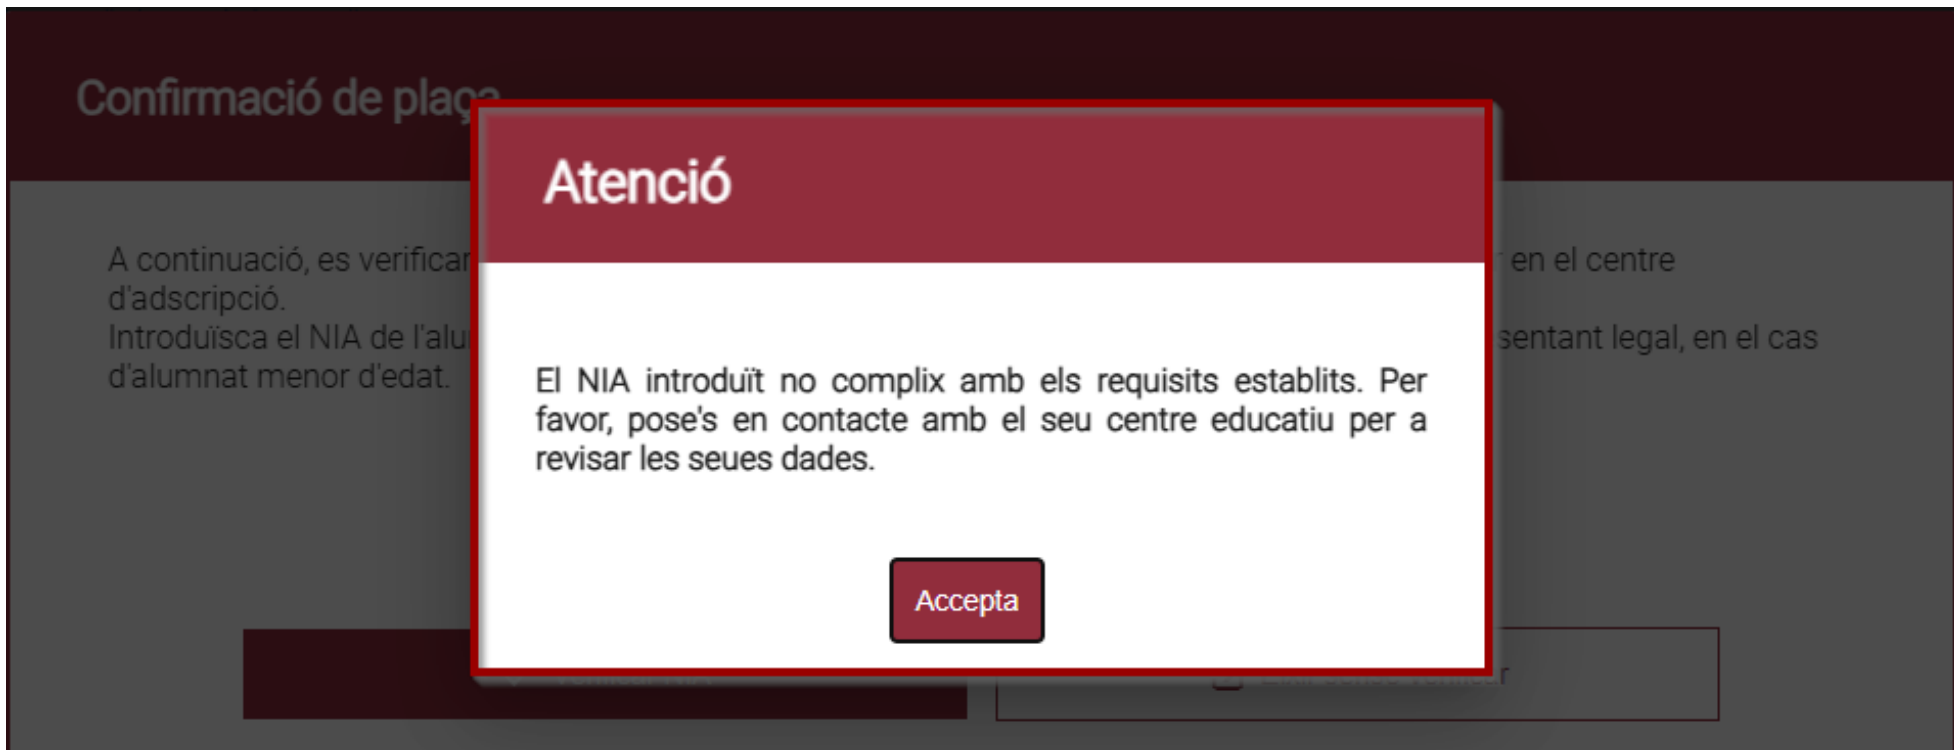 Confirmació de plaça
Atenció
A continuació, es verificar
en el centre
d'adscripció.
Introduïsca el NIA de l'alu
sentant legal, en el cas
d'alumnat menor d'edat.
El NIA introduït no complix amb els requisits establits. Per
favor, pose's en contacte amb el seu centre educatiu per a
revisar les seues dades.
Accepta